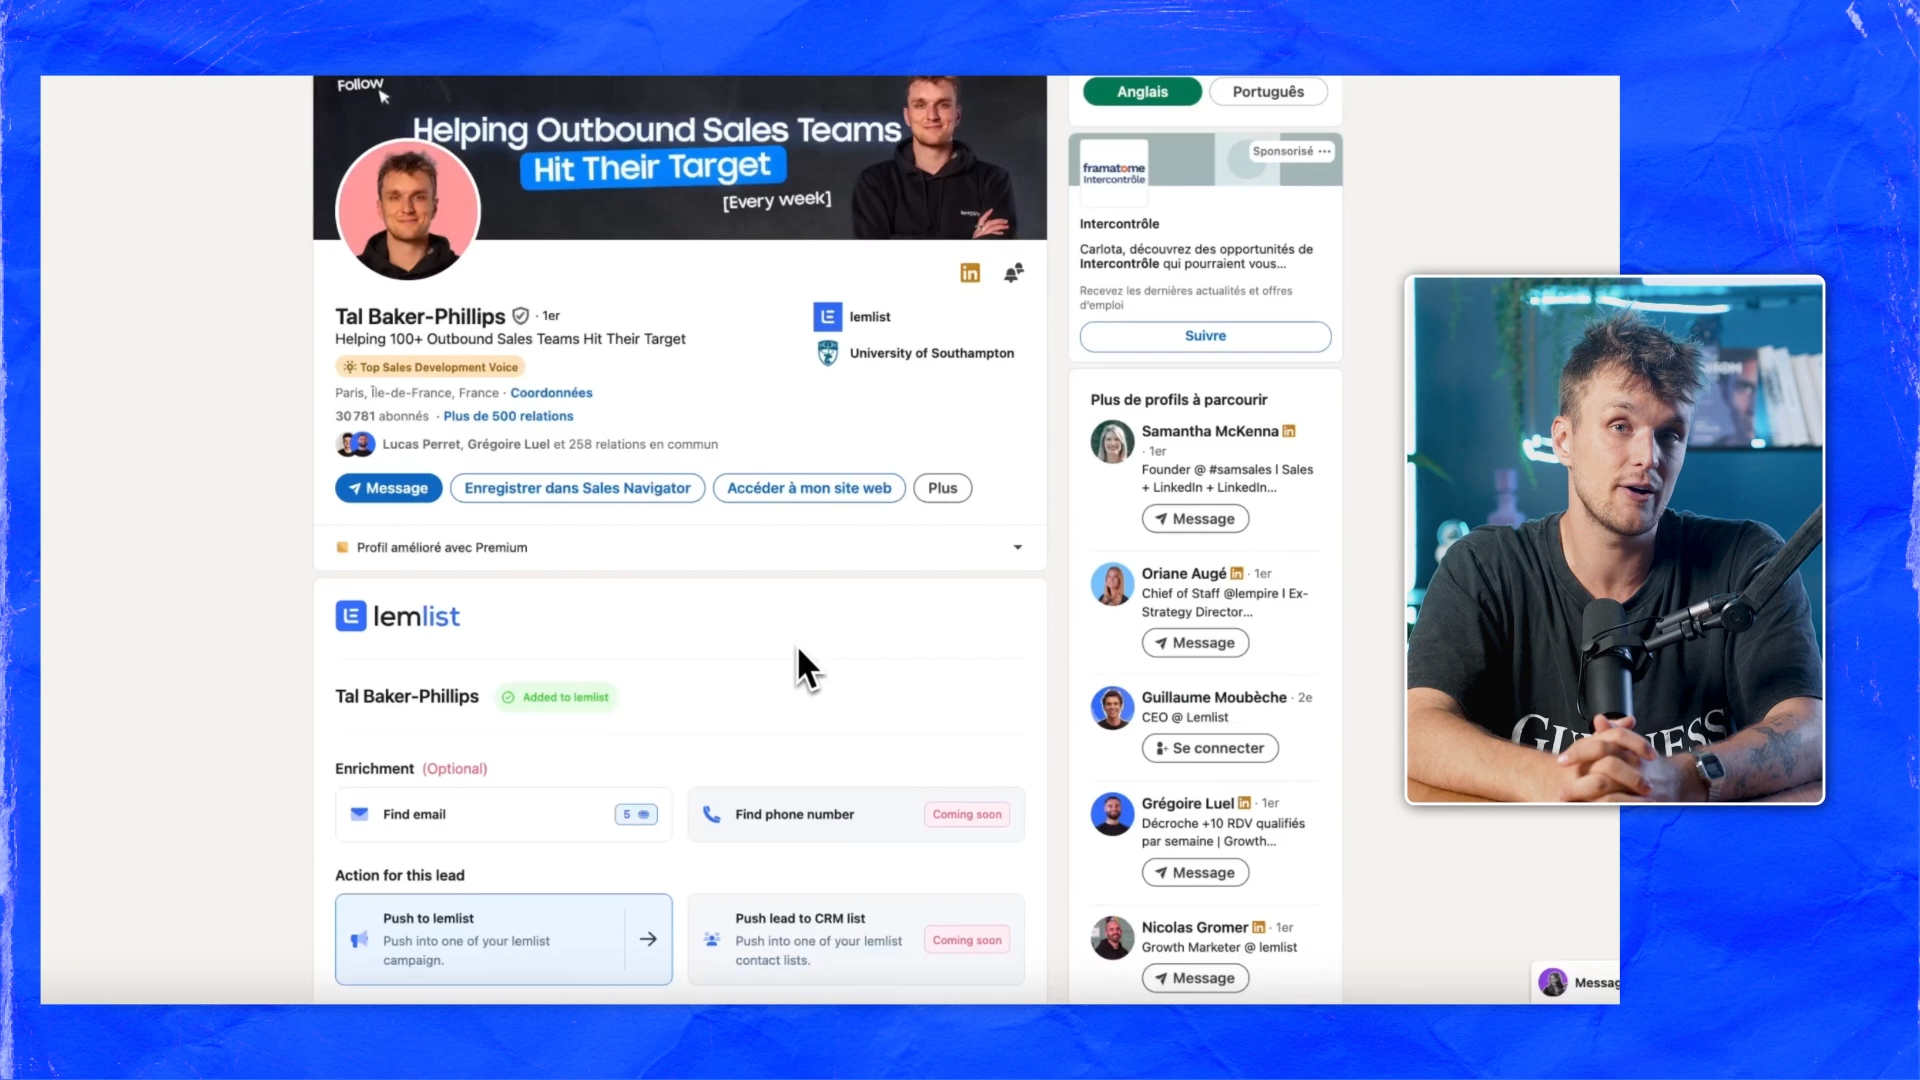 Follow
Helping Outbound Sales Teams
Hit Their Target
[Every week]
Tal Baker-Phillips · 1er
Helping 100+ Outbound Sales Teams Hit Their Target
Top Sales Development Voice
Paris, Île-de-France, France · Coordonnées
30 781 abonnés · Plus de 500 relations
Lucas Perret, Grégoire Luel et 258 relations en commun
in
lemlist
University of Southampton
Message
Enregistrer dans Sales Navigator
Accéder à mon site web
Plus
Profil amélioré avec Premium
lemlist
Tal Baker-Phillips
Added to lemlist
Enrichment (Optional)
Find email
5
Find phone number
Coming soon
Action for this lead
Push to lemlist
Push into one of your lemlist
campaign.
Push lead to CRM list
Push into one of your lemlist
contact lists.
Coming soon
Anglais
Português
Sponsorisé
framatome
Intercontrôle
Intercontrôle
Carlota, découvrez des opportunités de
Intercontrôle qui pourraient vous...
Recevez les dernières actualités et offres
d'emploi
Suivre
Plus de profils à parcourir
Samantha McKenna in
· 1er
Founder @ #samsales l Sales
+ LinkedIn + LinkedIn...
Message
Oriane Augé in · 1er
Chief of Staff @lempire l Ex-
Strategy Director...
Message
Guillaume Moubèche · 2e
CEO @ Lemlist
Se connecter
Grégoire Luel in · 1er
Décroche +10 RDV qualifiés
par semaine | Growth...
Message
Nicolas Gromer in · 1er
Growth Marketer @ lemlist
Message
Messag